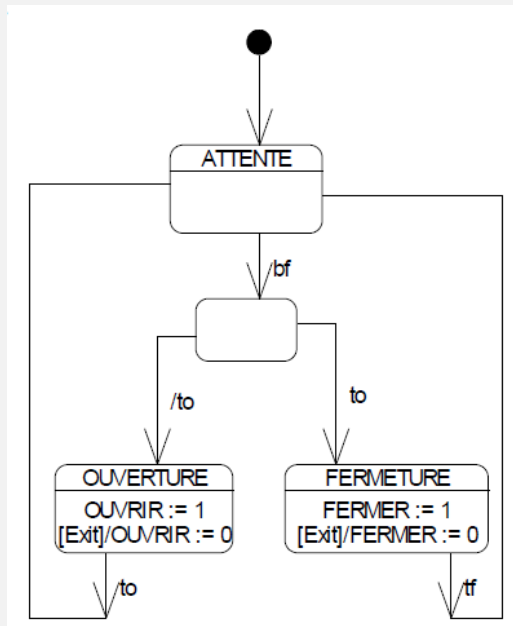 ATTENTE
/bf
/to
to
OUVERTURE
OUVRIR := 1
[Exit]/OUVRIR := 0
FERMETURE
FERMER := 1
[Exit]/FERMER := 0
/to
/tf